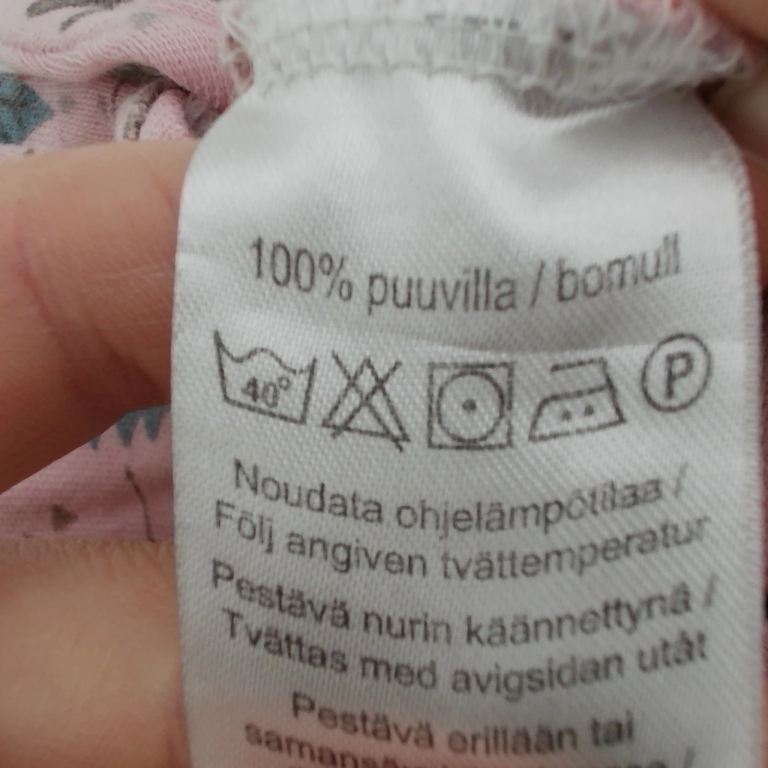 100% puuvilla / bomull
40°
P
Noudata ohjelämpötilaa /
Följ angiven tvättemperatur
Pestävä nurin käännettynä /
Tvättas med avigsidan utåt
Pestävä erillään tai
/